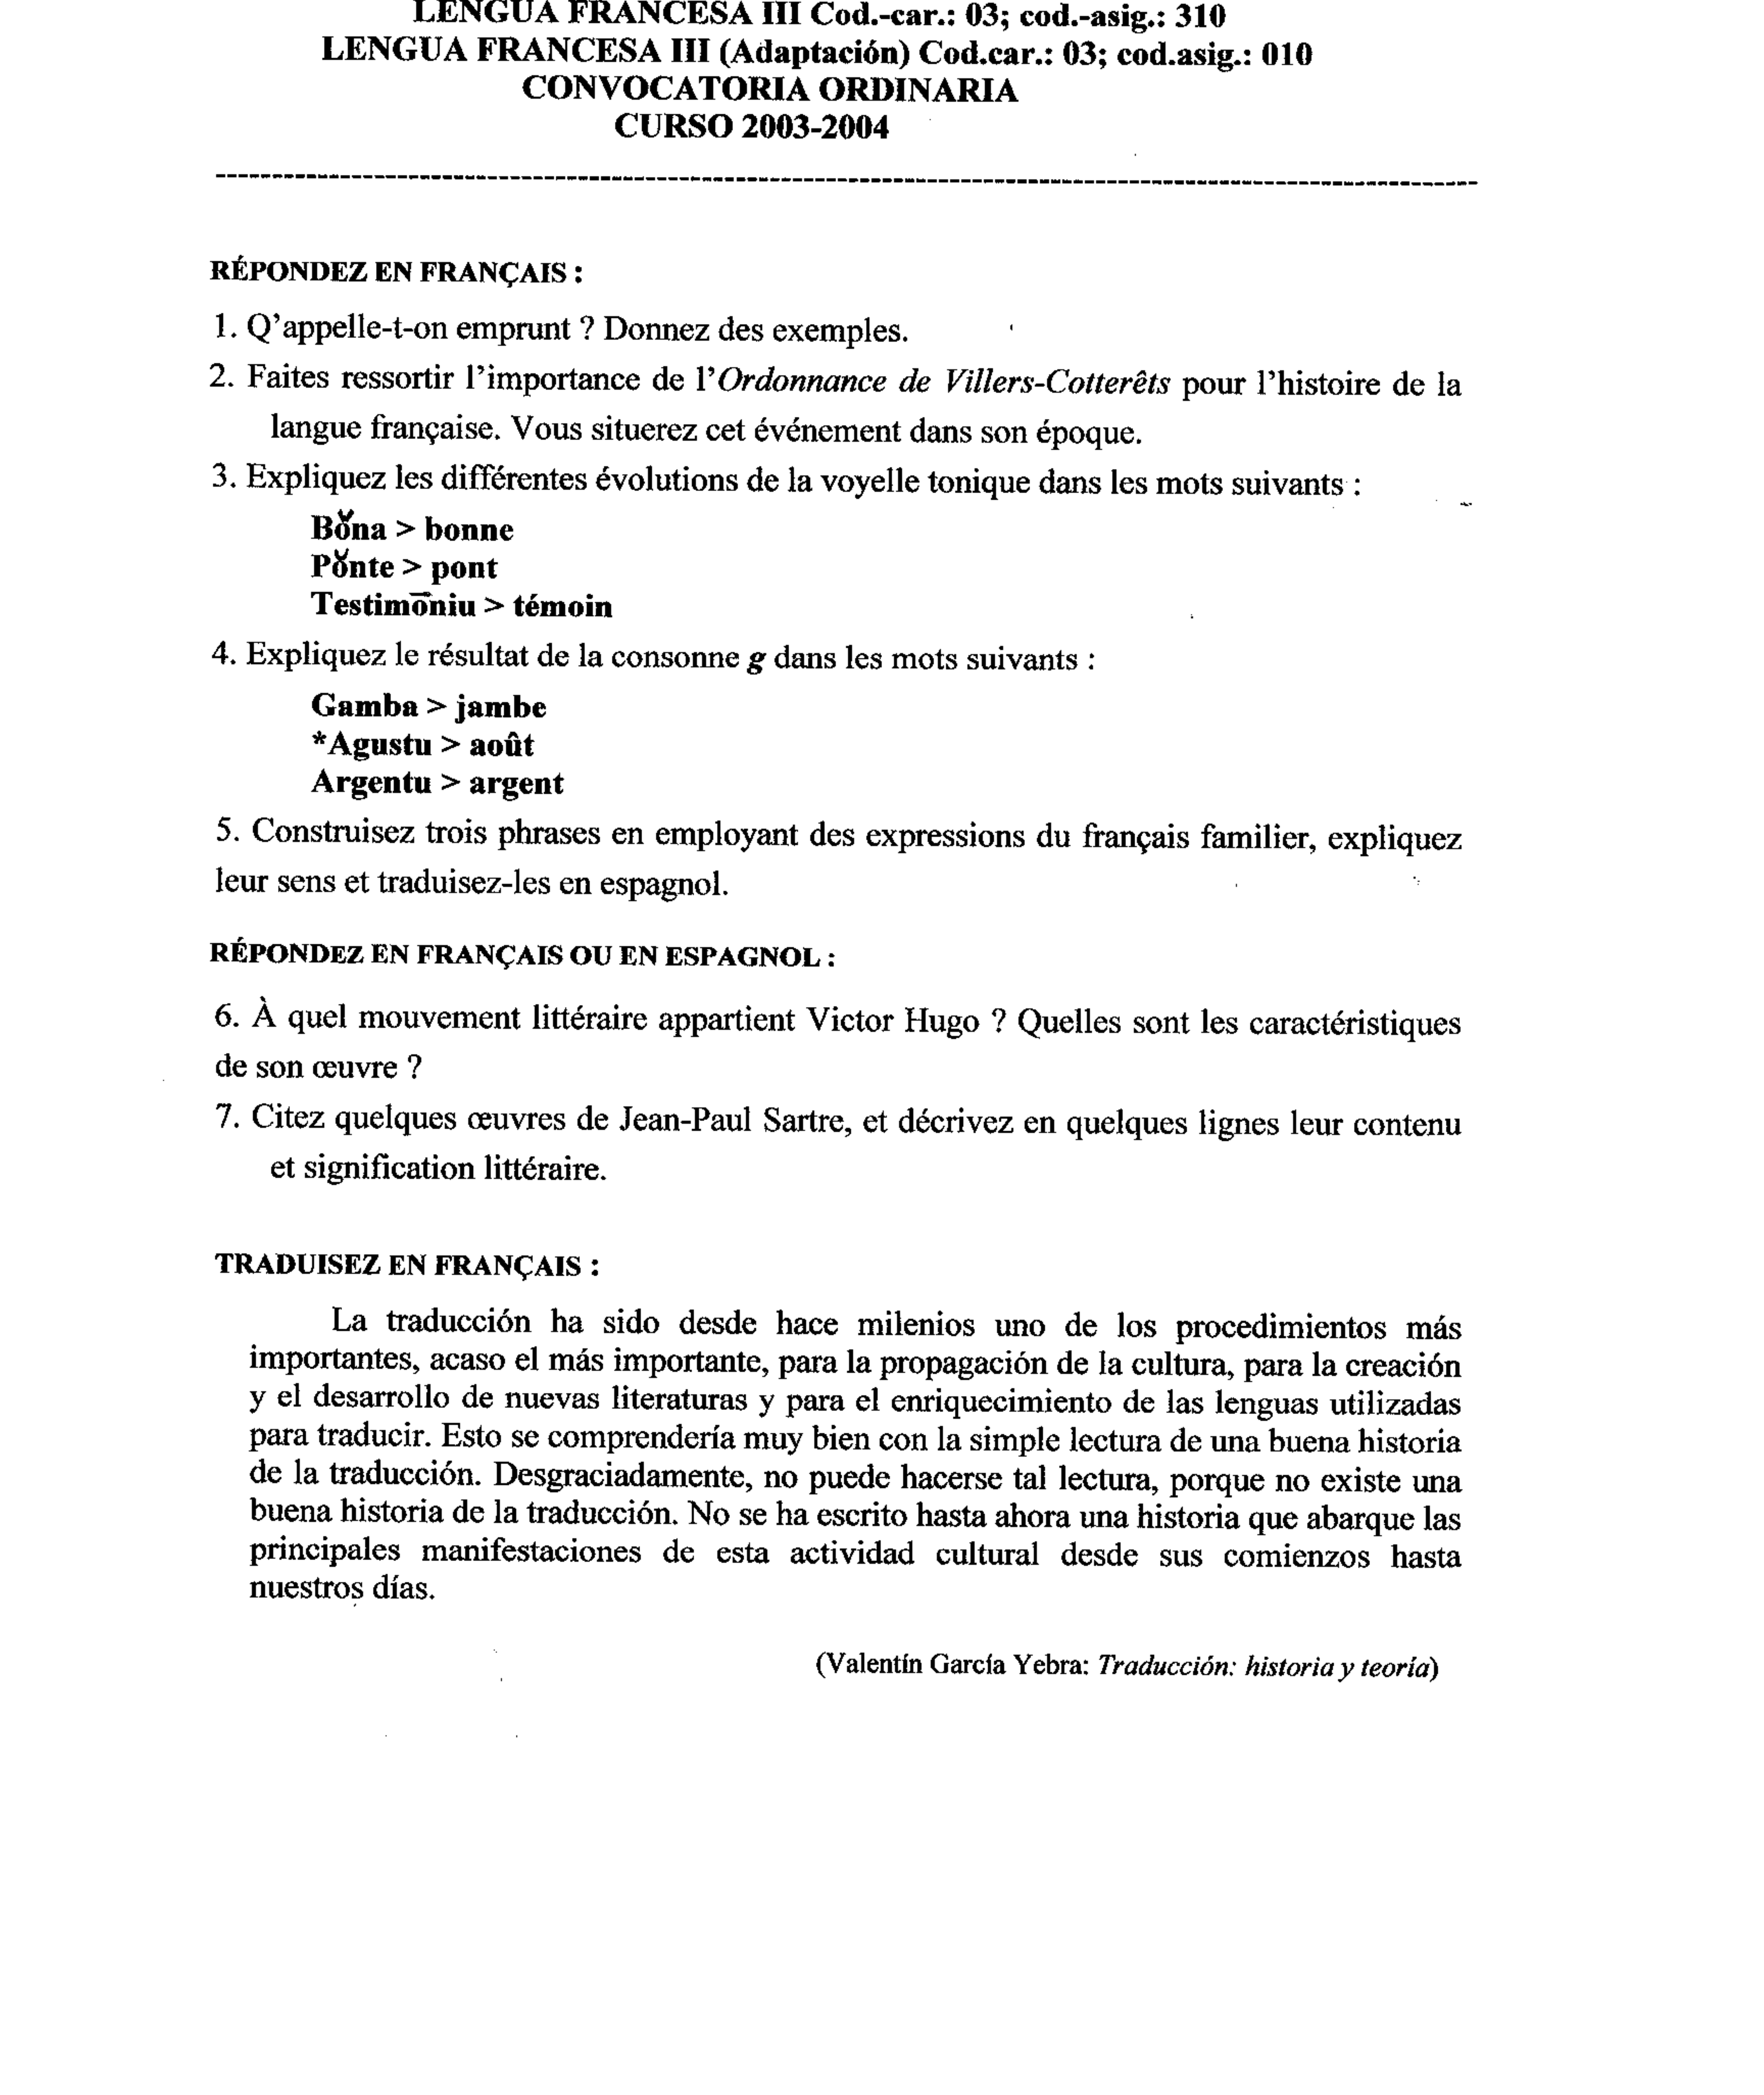 LENGUA FRANCESA III Cod.-car.: 03; cod.-asig.: 310
LENGUA FRANCESA III (Adaptación) Cod.car.: 03; cod.asig.: 010
CONVOCATORIA ORDINARIA
CURSO 2003-2004
RÉPONDEZ EN FRANÇAIS :
1. Q'appelle-t-on emprunt ? Donnez des exemples.
2. Faites ressortir l'importance de l'Ordonnance de Villers-Cotterêts pour l'histoire de la
langue française. Vous situerez cet événement dans son époque.
3. Expliquez les différentes évolutions de la voyelle tonique dans les mots suivants :
Bŏna > bonne
Pŏnte > pont
Testimōniu > témoin
4. Expliquez le résultat de la consonne g dans les mots suivants :
Gamba > jambe
*Agustu > août
Argentu > argent
5. Construisez trois phrases en employant des expressions du français familier, expliquez
leur sens et traduisez-les en espagnol.
RÉPONDEZ EN FRANÇAIS OU EN ESPAGNOL :
6. À quel mouvement littéraire appartient Victor Hugo ? Quelles sont les caractéristiques
de son œuvre ?
7. Citez quelques œuvres de Jean-Paul Sartre, et décrivez en quelques lignes leur contenu
et signification littéraire.
TRADUISEZ EN FRANÇAIS :
La traducción ha sido desde hace milenios uno de los procedimientos más
importantes, acaso el más importante, para la propagación de la cultura, para la creación
y el desarrollo de nuevas literaturas y para el enriquecimiento de las lenguas utilizadas
para traducir. Esto se comprendería muy bien con la simple lectura de una buena historia
de la traducción. Desgraciadamente, no puede hacerse tal lectura, porque no existe una
buena historia de la traducción. No se ha escrito hasta ahora una historia que abarque las
principales manifestaciones de esta actividad cultural desde sus comienzos hasta
nuestros días.
(Valentín García Yebra: Traducción: historia y teoría)